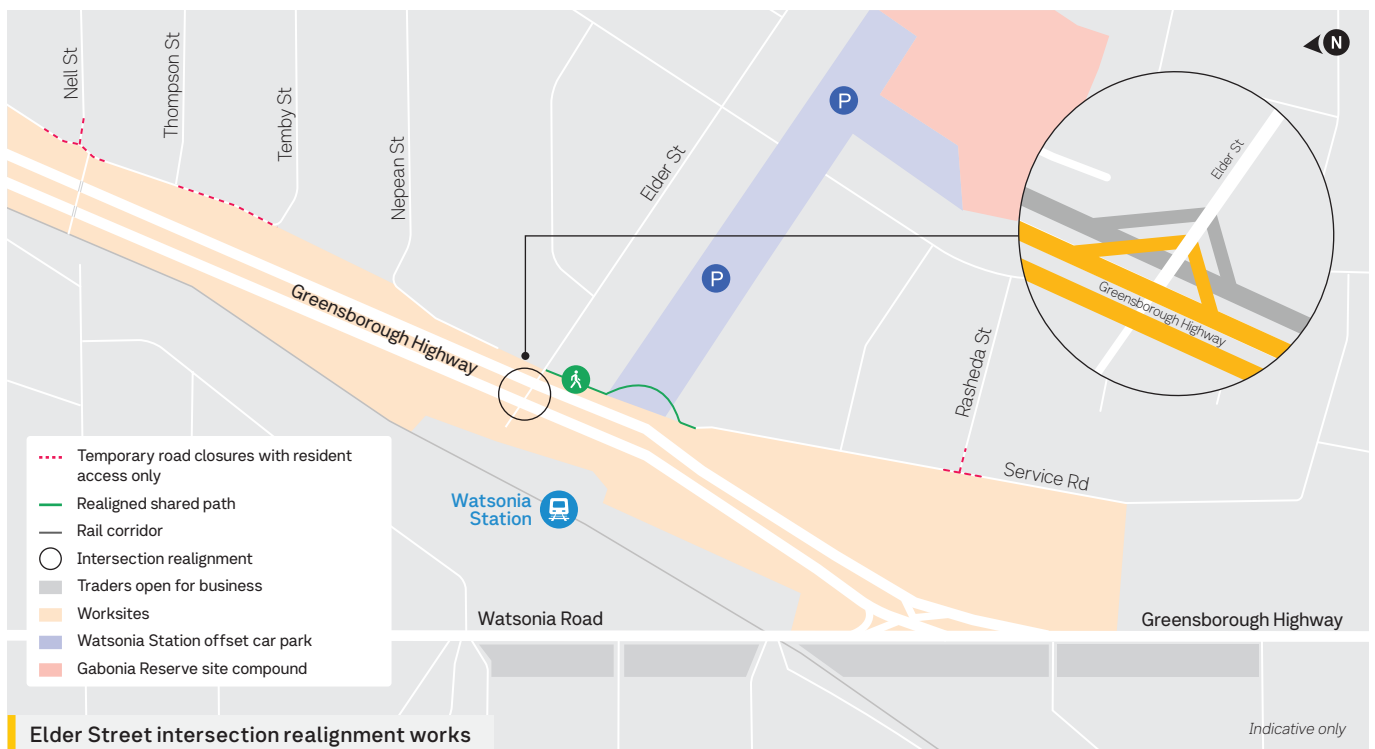 Nell St
Thompson St
Temby St
Nepean St
Elder St
P
P
N
Elder St
Greensborough Highway
Greensborough Highway
Rasheda St
Service Rd
Watsonia
Station
Watsonia Road
Greensborough Highway
Temporary road closures with resident
access only
Realigned shared path
Rail corridor
Intersection realignment
Traders open for business
Worksites
Watsonia Station offset car park
Gabonia Reserve site compound
Elder Street intersection realignment works
Indicative only